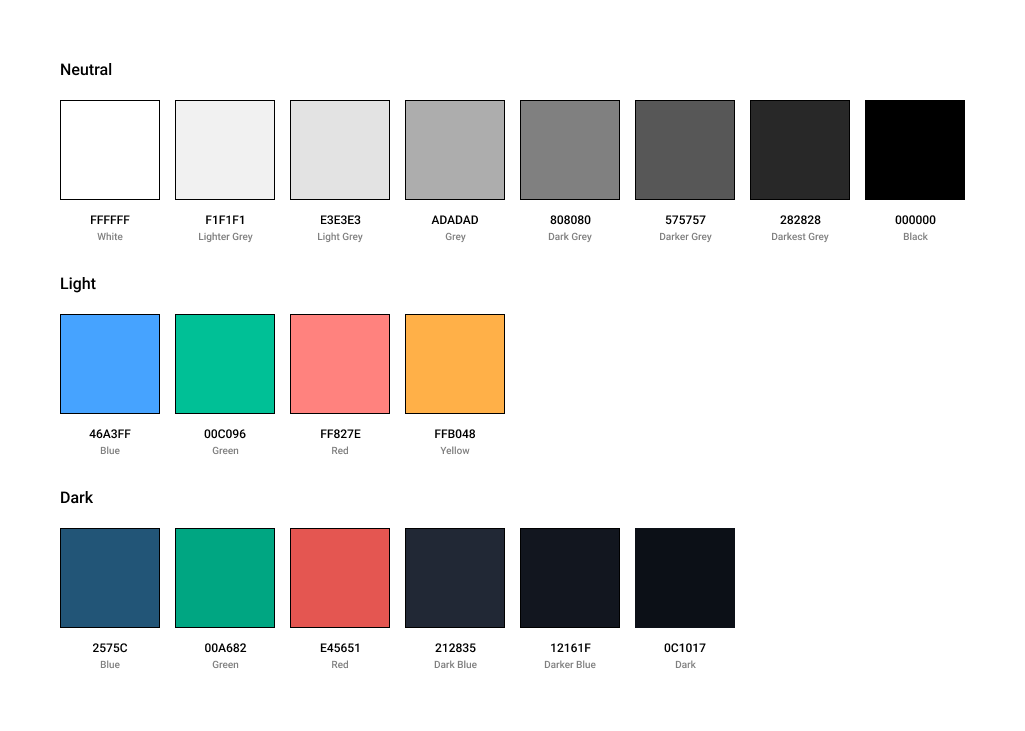 Neutral
FFFFFF F1F1F1 E3E3E3 ADADAD 808080 575757 282828 000000
White Lighter Grey Light Grey Grey Dark Grey Darker Grey Darkest Grey Black
Light
46A3FF 00C096 FF827E FFB048
Blue Green Red Yellow
Dark
2575C 00A682 E45651 212835 12161F 0C1017
Blue Green Red Dark Blue Darker Blue Dark